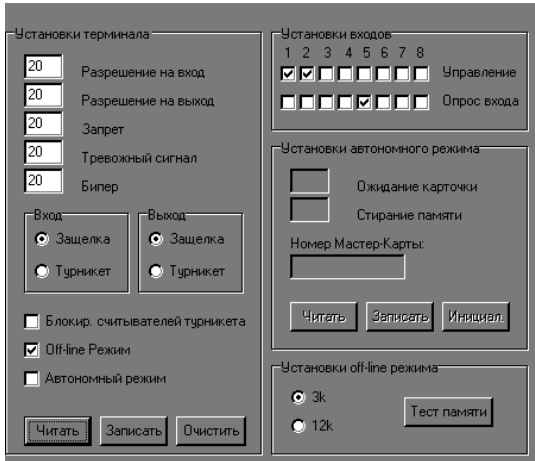 Установки терминала
20 Разрешение на вход
20 Разрешение на выход
20 Запрет
20 Тревожный сигнал
20 Бипер
Вход
Защелка
Турникет
Выход
Защелка
Турникет
Блокир. считывателей турникета
Off-line Режим
Автономный режим
Читать Записать Очистить
Установки входов
1 2 3 4 5 6 7 8
Управление
Опрос входа
Установки автономного режима
Ожидание карточки
Стирание памяти
Номер Мастер-Карты:
Читать Записать Инициал.
Установки off-line режима
3k
12k
Тест памяти